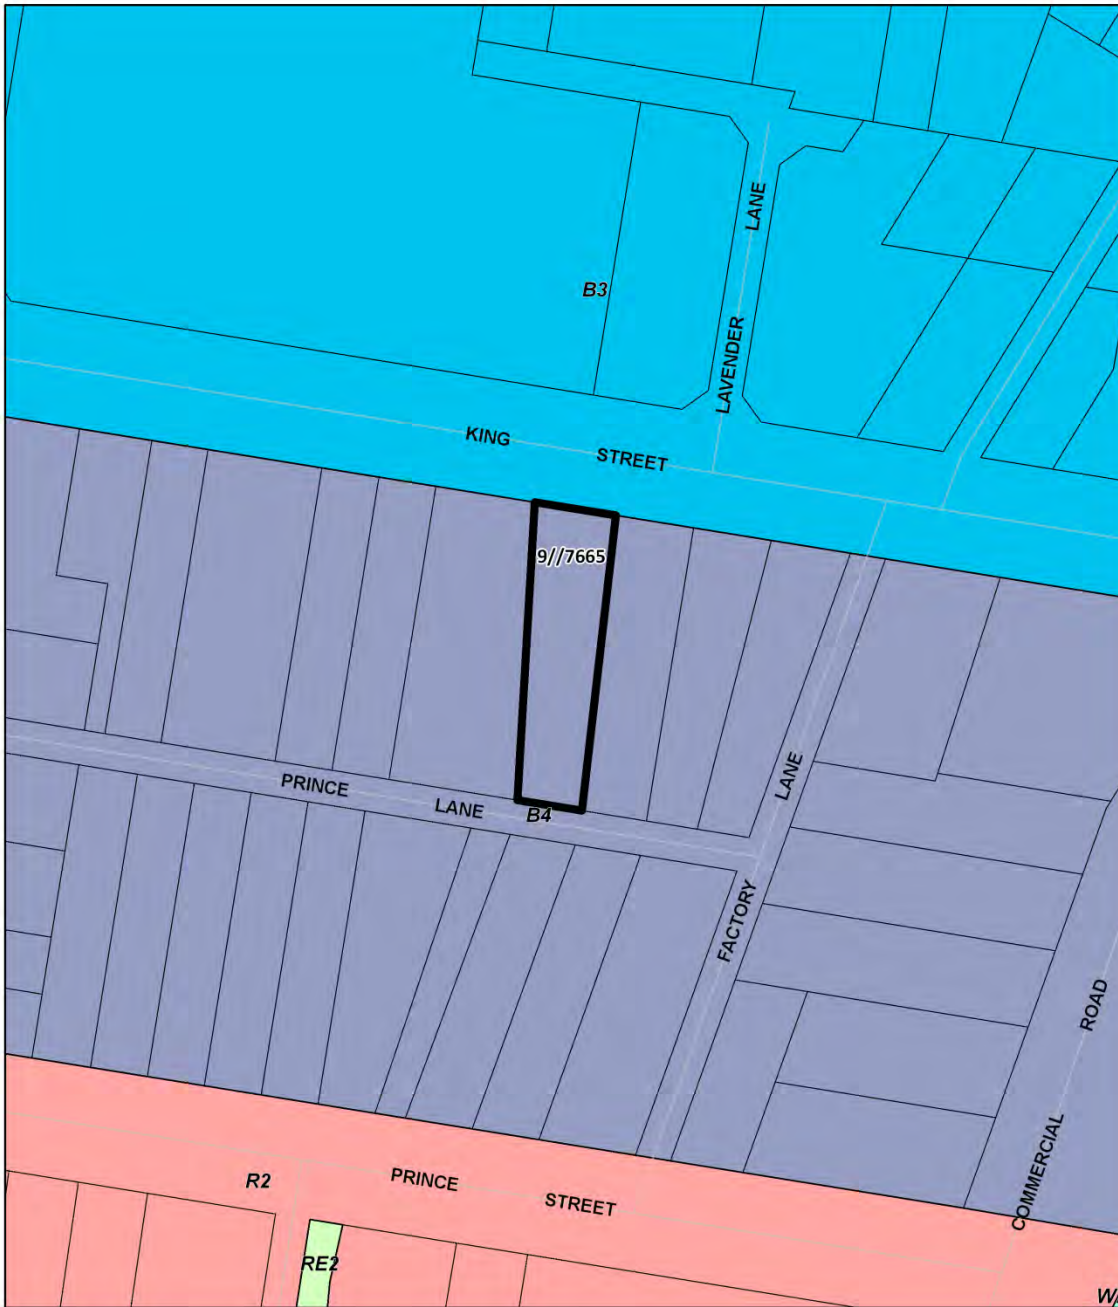 LANE
LAVENDER
B3
KING
STREET
9//7665
PRINCE
LANE
B4
LANE
FACTORY
ROAD
COMMERCIAL
R2
PRINCE
STREET
RE2